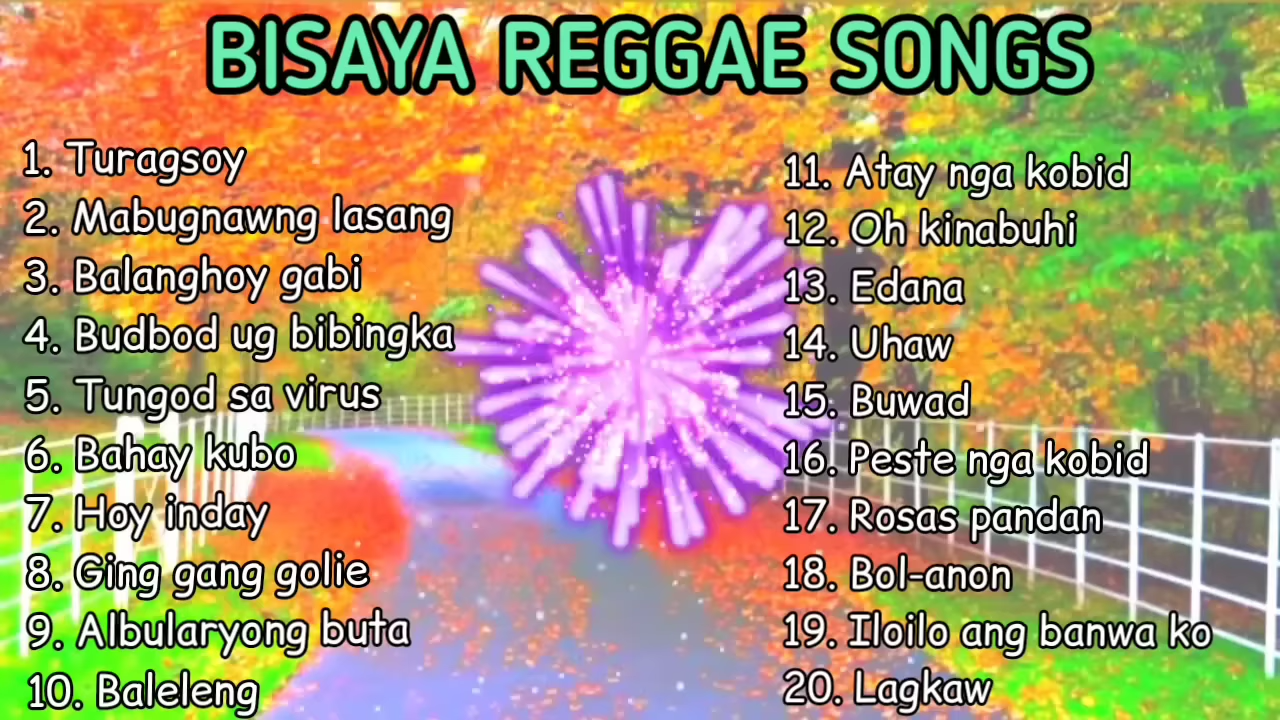 BISAYA REGGAE SONGS
1. Turagsoy
2. Mabugnawng lasang
3. Balanghoy gabi
4. Budbod ug bibingka
5. Tungod sa virus
6. Bahay kubo
7. Hoy inday
8. Ging gang golie
9. Albularyong buta
10. Baleleng
11. Atay nga kobid
12. Oh kinabuhi
13. Edana
14. Uhaw
15. Buwad
16. Peste nga kobid
17. Rosas pandan
18. Bol-anon
19. Iloilo ang banwa ko
20. Lagkaw